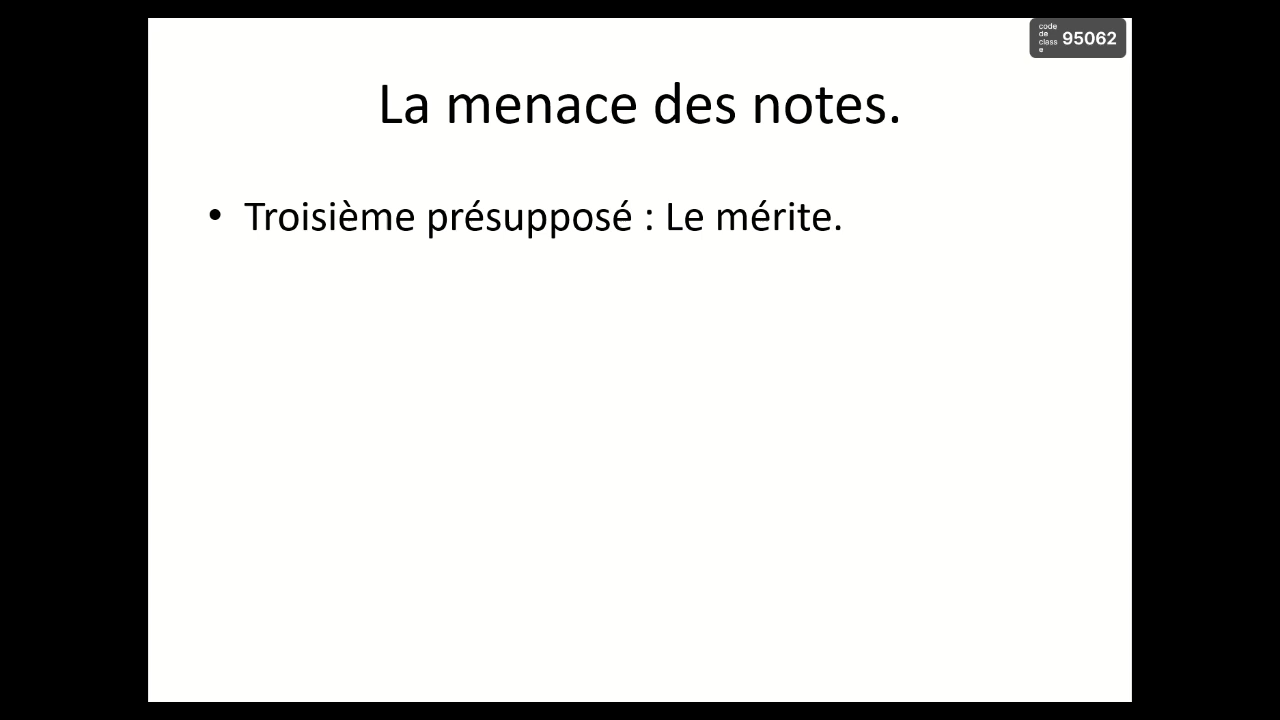 code
de
class
e
95062
La menace des notes.
• Troisième présupposé : Le mérite.